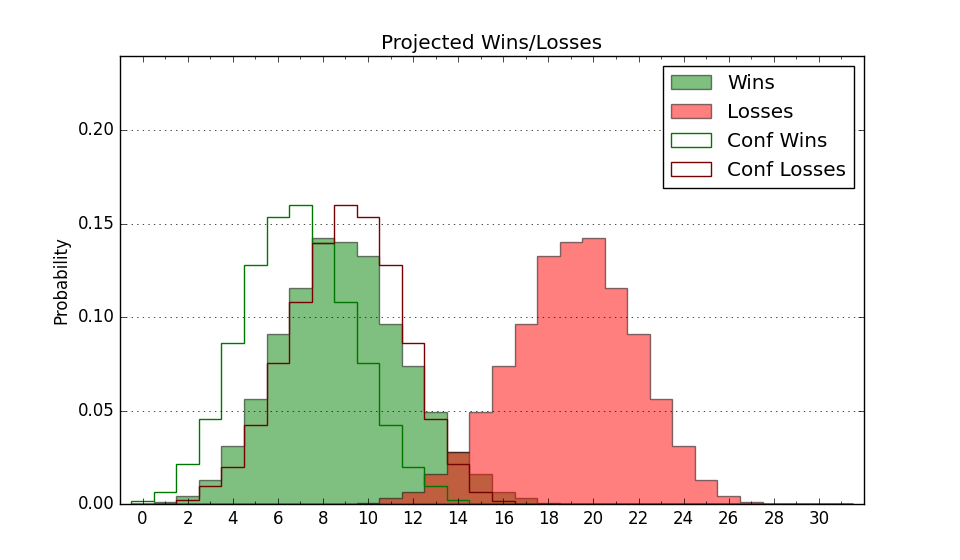 Projected Wins/Losses
Wins
Losses
Conf Wins
Conf Losses
Probability
0.20
0.15
0.10
0.05
0.00
0 2 4 6 8 10 12 14 16 18 20 22 24 26 28 30